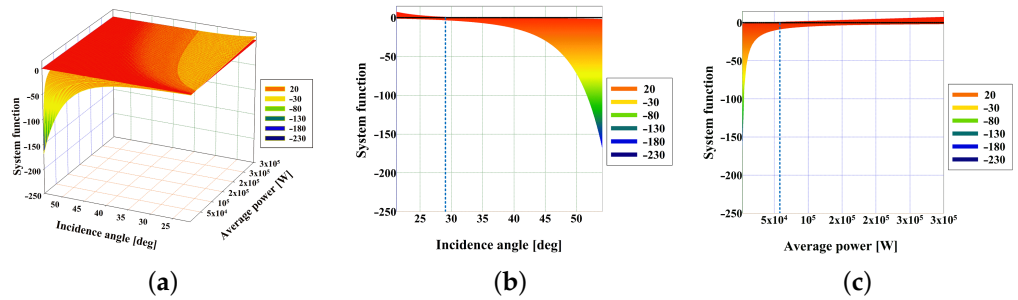 0
-50
-100
-150
-200
-250
System function
50
45
40
35
30
25
Incidence angle [deg]
5x10⁴
10⁵
2x10⁵
2x10⁵
3x10⁵
3x10⁵
Average power [W]
20
−30
−80
−130
−180
−230
(a)
0
-50
-100
-150
-200
-250
System function
25
30
35
40
45
50
Incidence angle [deg]
20
−30
−80
−130
−180
−230
(b)
0
-50
-100
-150
-200
-250
System function
5x10⁴
10⁵
2x10⁵
2x10⁵
3x10⁵
3x10⁵
Average power [W]
20
−30
−80
−130
−180
−230
(c)